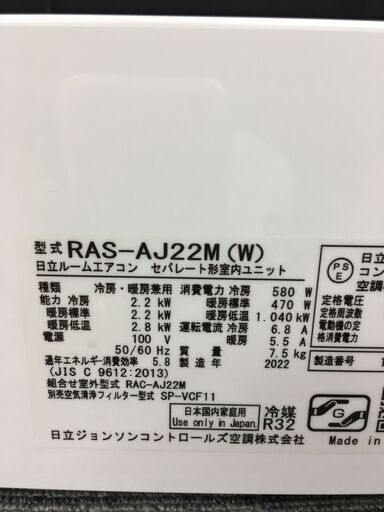 型式 RAS-AJ22M (W)
日立ルームエアコン セパレート形室内ユニット
種類 冷房・暖房兼用 消費電力 冷房 580 W
能力 冷房 2.2 kW 暖房標準 470 W
暖房標準 2.2 kW 暖房低温 1.040 kW
暖房低温 2.8 kW 運転電流 冷房 6.8 A
電源 100 V 暖房 5.5 A
50/60 Hz 質量 7.5 kg
通年エネルギー消費効率 5.8 製造年 2022
(JIS C 9612:2013)
組合せ室外型式 RAC-AJ22M
別売空気清浄フィルター型式 SP-VCF11
日本国内家庭用
Use only in Japan.
冷媒
R32
日立ジョンソンコントロールズ空調株式会社
PS
E
日立
空調
定格電圧
定格周波数
電動機の定
格消費電力
製造番号
G
Made in